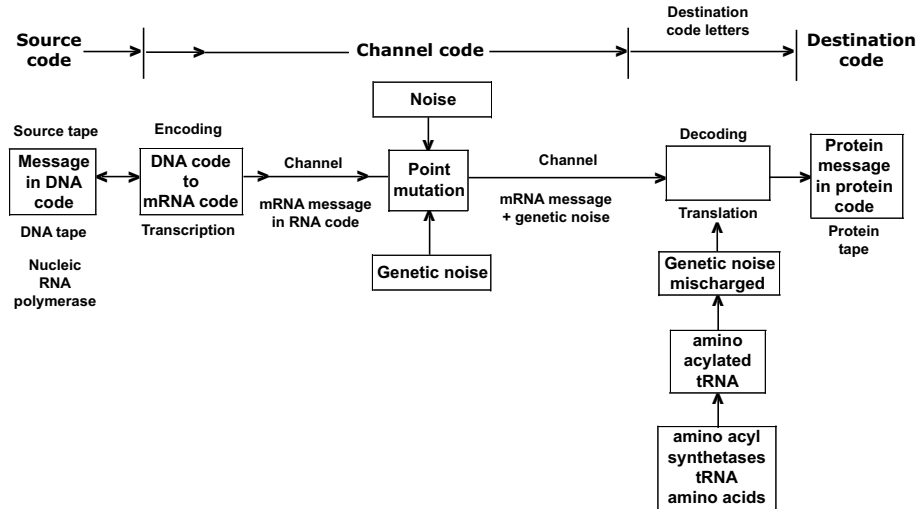 Destination
code letters
Source
code
Channel code
Destination
code
Noise
Source tape
Encoding
Decoding
Message
in DNA
code
DNA code
to
mRNA code
Channel
Point
mutation
Channel
Protein
message
in protein
code
mRNA message
in RNA code
mRNA message
+ genetic noise
DNA tape
Transcription
Translation
Protein
tape
Nucleic
RNA
polymerase
Genetic noise
Genetic noise
mischarged
amino
acylated
tRNA
amino acyl
synthetases
tRNA
amino acids